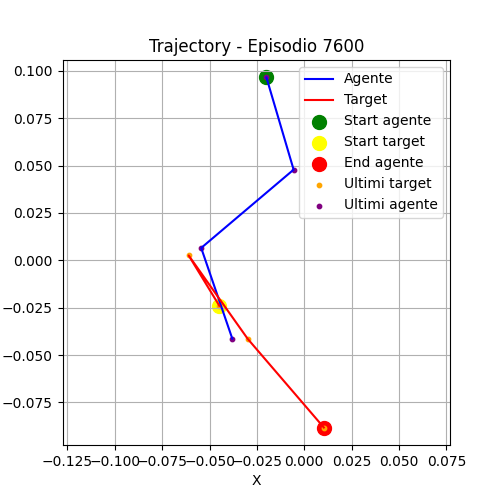 Trajectory - Episodio 7600
0.100
0.075
0.050
0.025
0.000
−0.025
−0.050
−0.075
Agente
Target
Start agente
Start target
End agente
Ultimi target
Ultimi agente
−0.125 −0.100 −0.075 −0.050 −0.025 0.000 0.025 0.050 0.075
X